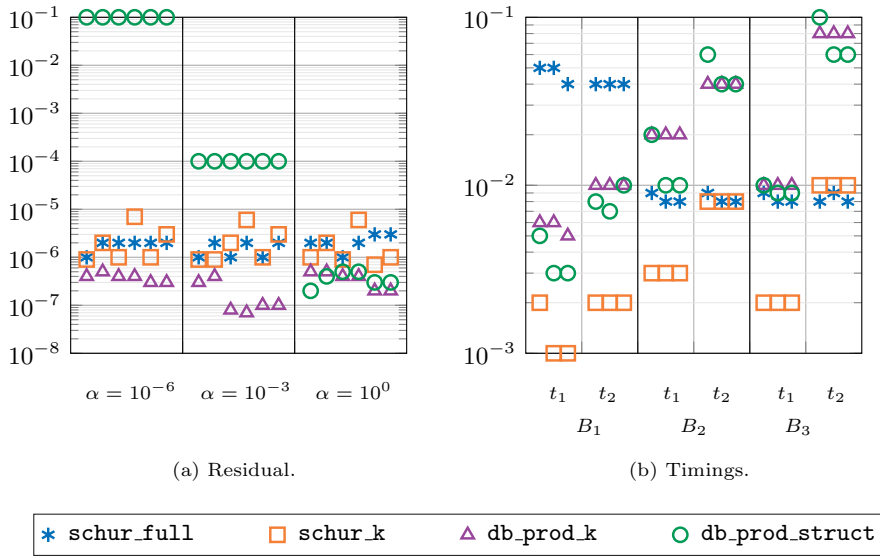 10⁻¹
10⁻²
10⁻³
10⁻⁴
10⁻⁵
10⁻⁶
10⁻⁷
10⁻⁸
α = 10⁻⁶ α = 10⁻³ α = 10⁰
(a) Residual.
10⁻¹
10⁻²
10⁻³
t₁ t₂ t₁ t₂ t₁ t₂
B₁ B₂ B₃
(b) Timings.
schur_full schur_k db_prod_k db_prod_struct